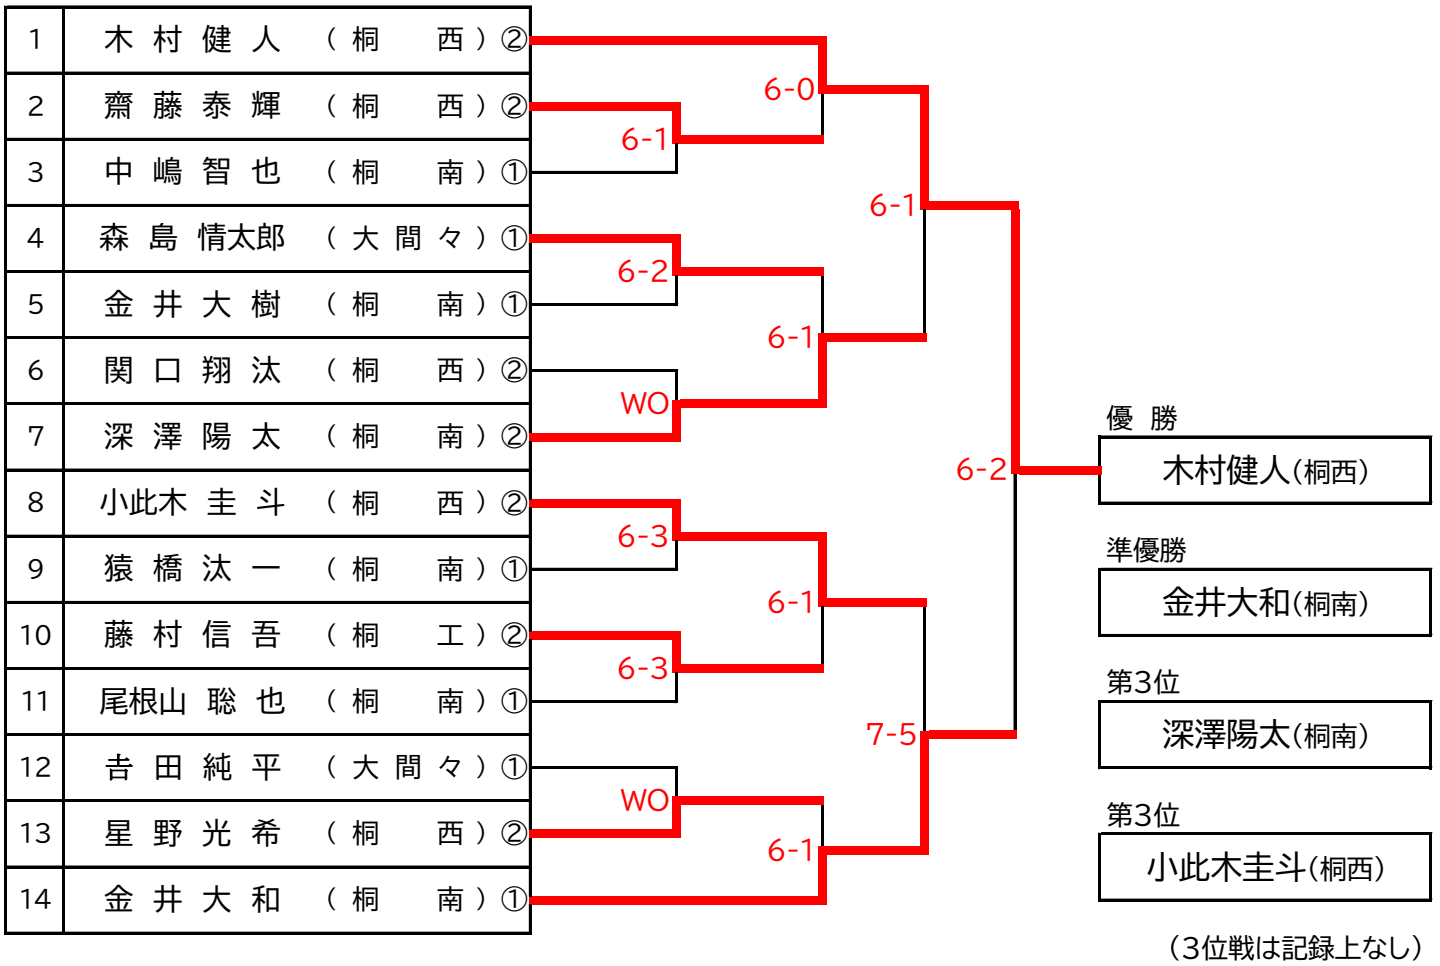 1 木村健人 (桐 西) ②
2 齋藤泰輝 (桐 西) ②
3 中嶋智也 (桐 南) ①
4 森島情太郎 (大間々) ①
5 金井大樹 (桐 南) ①
6 関口翔汰 (桐 西) ②
7 深澤陽太 (桐 南) ②
8 小此木圭斗 (桐 西) ②
9 猿橋汰一 (桐 南) ①
10 藤村信吾 (桐 工) ②
11 尾根山聡也 (桐 南) ①
12 𠮷田純平 (大間々) ①
13 星野光希 (桐 西) ②
14 金井大和 (桐 南) ①
6-1
6-2
WO
6-3
6-3
WO
6-0
6-1
6-1
6-1
6-1
7-5
6-2
優勝
木村健人(桐西)
準優勝
金井大和(桐南)
第3位
深澤陽太(桐南)
第3位
小此木圭斗(桐西)
(3位戦は記録上なし)